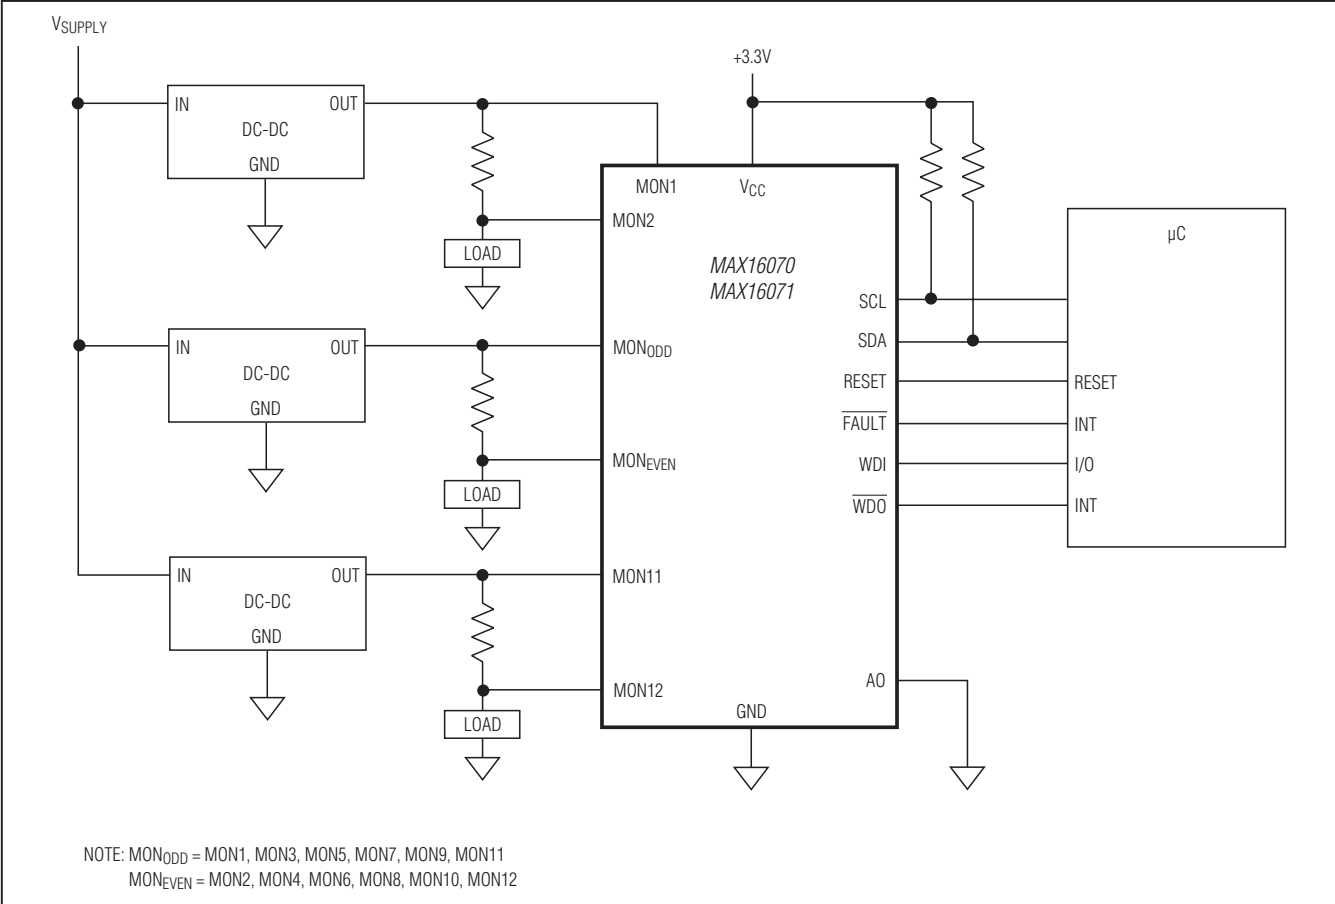 VSUPPLY
+3.3V
IN
OUT
DC-DC
GND
MON1
VCC
MON2
LOAD
MAX16070
MAX16071
µC
SCL
SDA
IN
OUT
DC-DC
GND
MONODD
RESET
RESET
FAULT
INT
MONEVEN
WDI
I/O
LOAD
WDO
INT
IN
OUT
DC-DC
GND
MON11
MON12
A0
LOAD
GND
NOTE: MONODD = MON1, MON3, MON5, MON7, MON9, MON11
MONEVEN = MON2, MON4, MON6, MON8, MON10, MON12